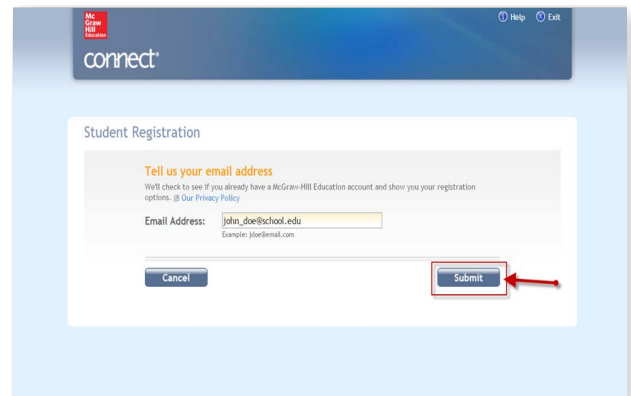 Mc
Graw
Hill
Education
Help Exit
connect®
Student Registration
Tell us your email address
We'll check to see if you already have a McGraw-Hill Education account and show you your registration
options. Our Privacy Policy
Email Address: john_doe@school.edu
Example: jdoe@email.com
Cancel Submit